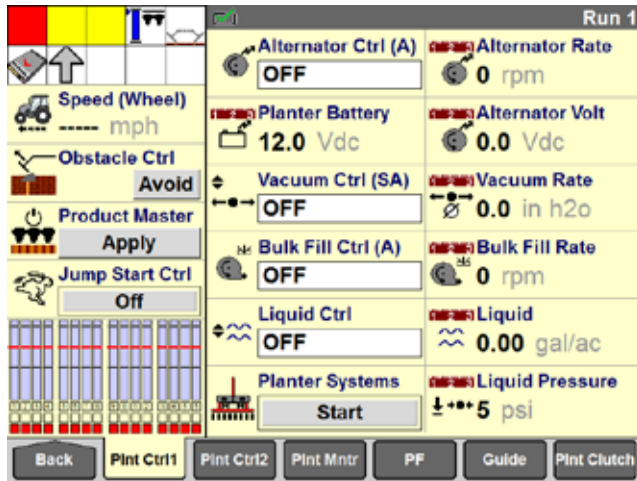 Run 1
Speed (Wheel)
----- mph
Obstacle Ctrl
Avoid
Product Master
Apply
Jump Start Ctrl
Off
Alternator Ctrl (A)
OFF
Alternator Rate
0 rpm
Planter Battery
12.0 Vdc
Alternator Volt
0.0 Vdc
Vacuum Ctrl (SA)
OFF
Vacuum Rate
0.0 in h2o
Bulk Fill Ctrl (A)
OFF
Bulk Fill Rate
0 rpm
Liquid Ctrl
OFF
Liquid
0.00 gal/ac
Planter Systems
Start
Liquid Pressure
5 psi
Back
Plnt Ctrl1
Plnt Ctrl2
Plnt Mntr
PF
Guide
Plnt Clutch